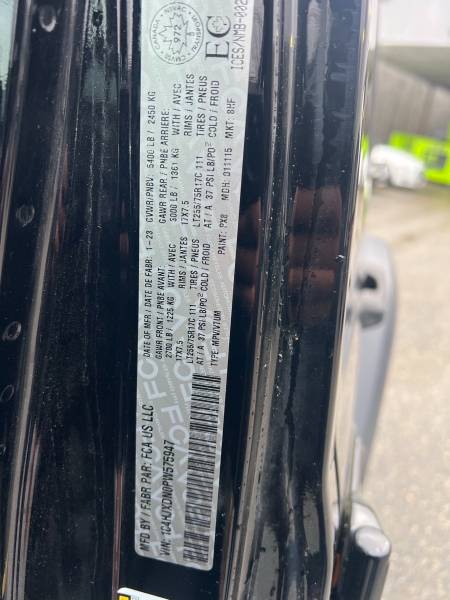 MFD BY / FABR PAR: FCA US LLC
DATE OF MFR / DATE DE FABR: 1-23 GVWR/PNBV: 5400 LB / 2450 KG
GAWR FRONT / PNBE AVANT: GAWR REAR / PNBE ARRIERE:
2700 LB / 1225 KG WITH / AVEC 3000 LB / 1361 KG WITH / AVEC
17X7.5 RIMS / JANTES 17X7.5 RIMS / JANTES
LT255/75R17C 111 TIRES / PNEUS LT255/75R17C 111 TIRES / PNEUS
AT / A 37 PSI/LB/PO² COLD / FROID AT / A 37 PSI/LB/PO² COLD / FROID
TYPE: MPV/VTUM PAINT: PX8 MDH: 011115 MKT: 8HF
VIN: 1C4HJXDN0PW575947
CANADA
972
EC
ICES/NMB-002